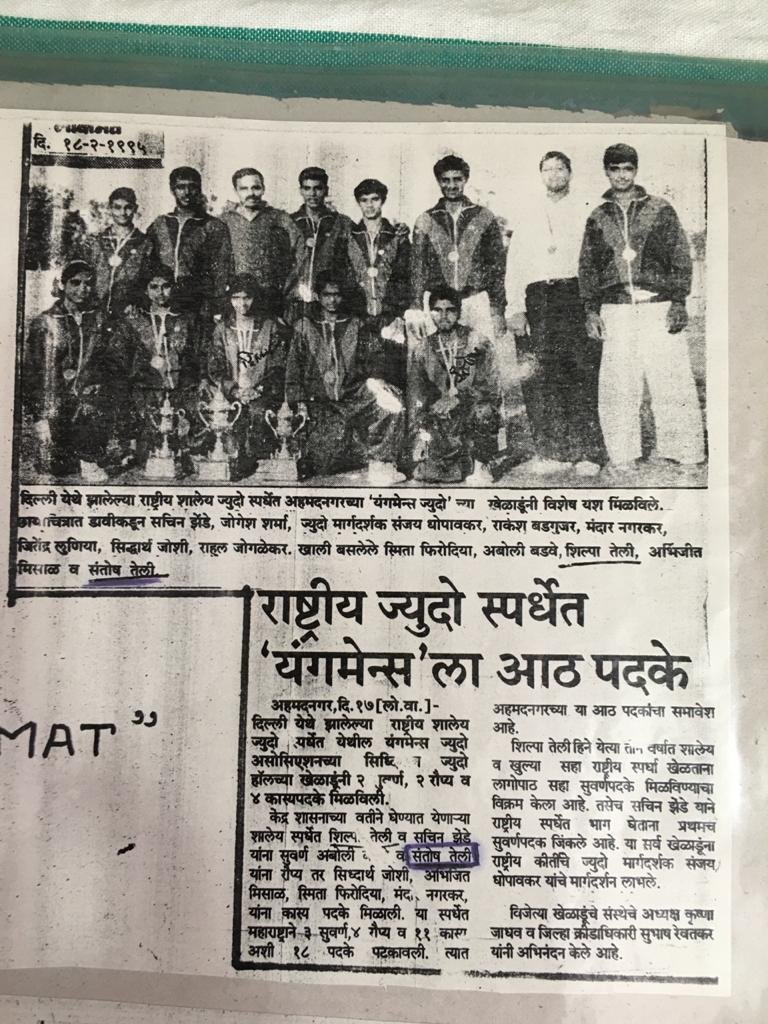 दि. १८-२-१९९५
दिल्ली येथे झालेल्या राष्ट्रीय शालेय ज्युदो स्पर्धेत अहमदनगरच्या 'यंगमेन्स ज्युदो' च्या खेळाडूंनी विशेष यश मिळविले.
छायाचित्रात डावीकडून सचिन झेंडे, जोगेश शर्मा, ज्युदो मार्गदर्शक संजय धोपावकर, राकेश बडगुजर, मंदार नगरकर,
जितेंद्र लुणिया, सिद्धार्थ जोशी, राहूल जोगळेकर. खाली बसलेले स्मिता फिरोदिया, अबोली बडवे, शिल्पा तेली, अभिजीत
मिसाळ व संतोष तेली
राष्ट्रीय ज्युदो स्पर्धेत
'यंगमेन्स'ला आठ पदके
MAT "
अहमदनगर,दि.१७[लो.वा.]-
दिल्ली येथे झालेल्या राष्ट्रीय शालेय
ज्युदो स्पर्धेत येथील यंगमेन्स ज्युदो
असोसिएशनच्या ज्युदो
हॉलच्या खेळाडूंनी २ २ रौप्य व
४ कास्यपदके मिळविली.
केंद्र शासनाच्या वतीने घेण्यात येणाऱ्या
शालेय स्पर्धेत शिल्पा तेली व सचिन झेंडे
यांना सुवर्ण अबोली व संतोष तेली
यांना रौप्य तर सिध्दार्थ जोशी, अभिजित
मिसाळ, स्मिता फिरोदिया, नगरकर,
यांना कास्य पदके मिळाली. या स्पर्धेत
महाराष्ट्राने ३ सुवर्ण,४ रौप्य व ११ कास्य
अशी १८ पदके पटकावली. त्यात
अहमदनगरच्या या आठ पदकांचा समावेश
आहे.
शिल्पा तेली हिने येत्या तीन वर्षात शालेय
व खुल्या सहा राष्ट्रीय स्पर्धा खेळताना
लागोपाठ सहा सुवर्णपदके मिळविण्याचा
विक्रम केला आहे. तसेच सचिन झेंडे याने
राष्ट्रीय स्पर्धेत भाग घेताना प्रथमच
सुवर्णपदक जिंकले आहे. या सर्व खेळाडूंना
राष्ट्रीय कीर्तीचे ज्युदो मार्गदर्शक संजय
धोपावकर यांचे मार्गदर्शन लाभले.
विजेत्या खेळाडूंचे संस्थेचे अध्यक्ष कृष्णा
जाधव व जिल्हा क्रीडाधिकारी सुभाष रेवतकर
यांनी अभिनंदन केले आहे.